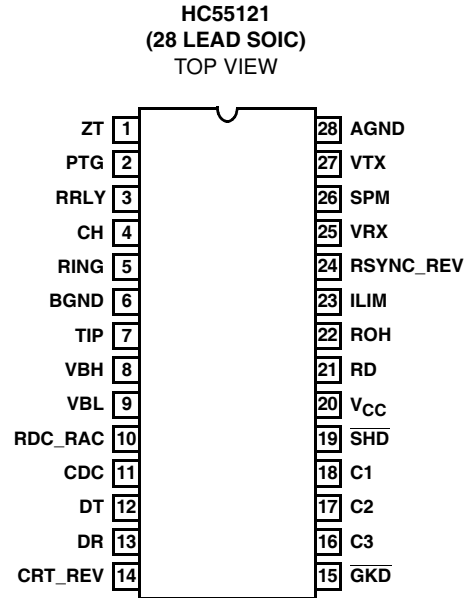 HC55121
(28 LEAD SOIC)
TOP VIEW
ZT 1 28 AGND
PTG 2 27 VTX
RRLY 3 26 SPM
CH 4 25 VRX
RING 5 24 RSYNC_REV
BGND 6 23 ILIM
TIP 7 22 ROH
VBH 8 21 RD
VBL 9 20 VCC
RDC_RAC 10 19 SHD
CDC 11 18 C1
DT 12 17 C2
DR 13 16 C3
CRT_REV 14 15 GKD